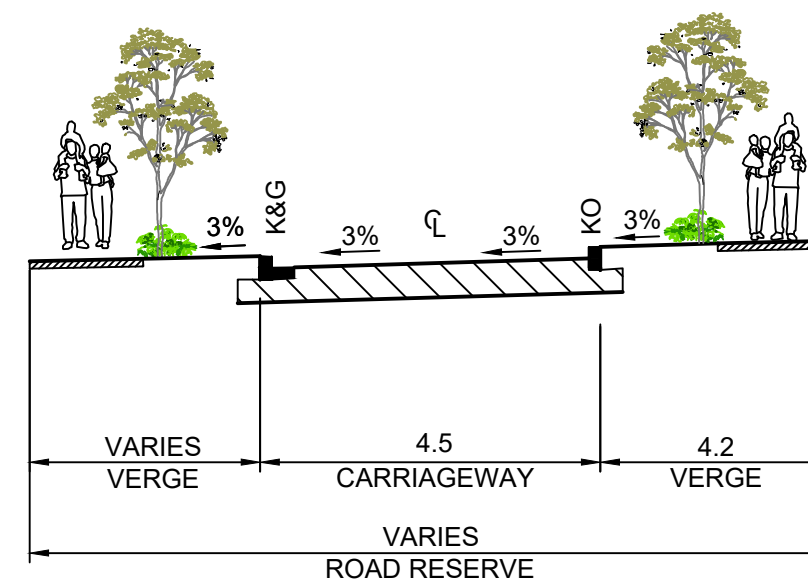 K&G
KO
3%
3%
℄
3%
3%
VARIES
VERGE
4.5
CARRIAGEWAY
4.2
VERGE
VARIES
ROAD RESERVE